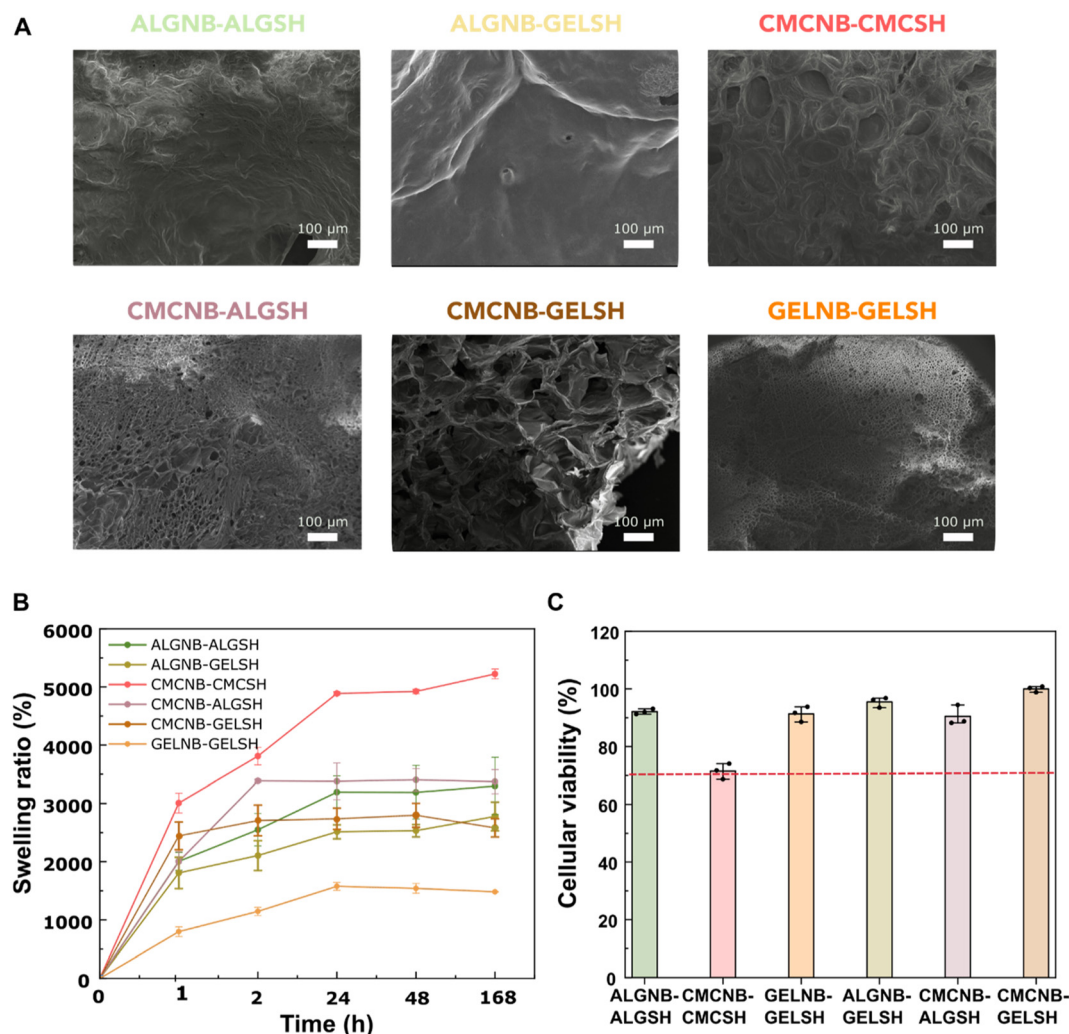 A
ALGNB-ALGSH
ALGNB-GELSH
CMCNB-CMCSH
100 µm
100 µm
100 µm
CMCNB-ALGSH
CMCNB-GELSH
GELNB-GELSH
100 µm
100 µm
100 µm
B
6000
5000
4000
3000
2000
1000
0
Swelling ratio (%)
ALGNB-ALGSH
ALGNB-GELSH
CMCNB-CMCSH
CMCNB-ALGSH
CMCNB-GELSH
GELNB-GELSH
0
1
2
24
48
168
Time (h)
C
120
100
80
60
40
20
0
Cellular viability (%)
ALGNB-
ALGSH
CMCNB-
CMCSH
GELNB-
GELSH
ALGNB-
GELSH
CMCNB-
ALGSH
CMCNB-
GELSH